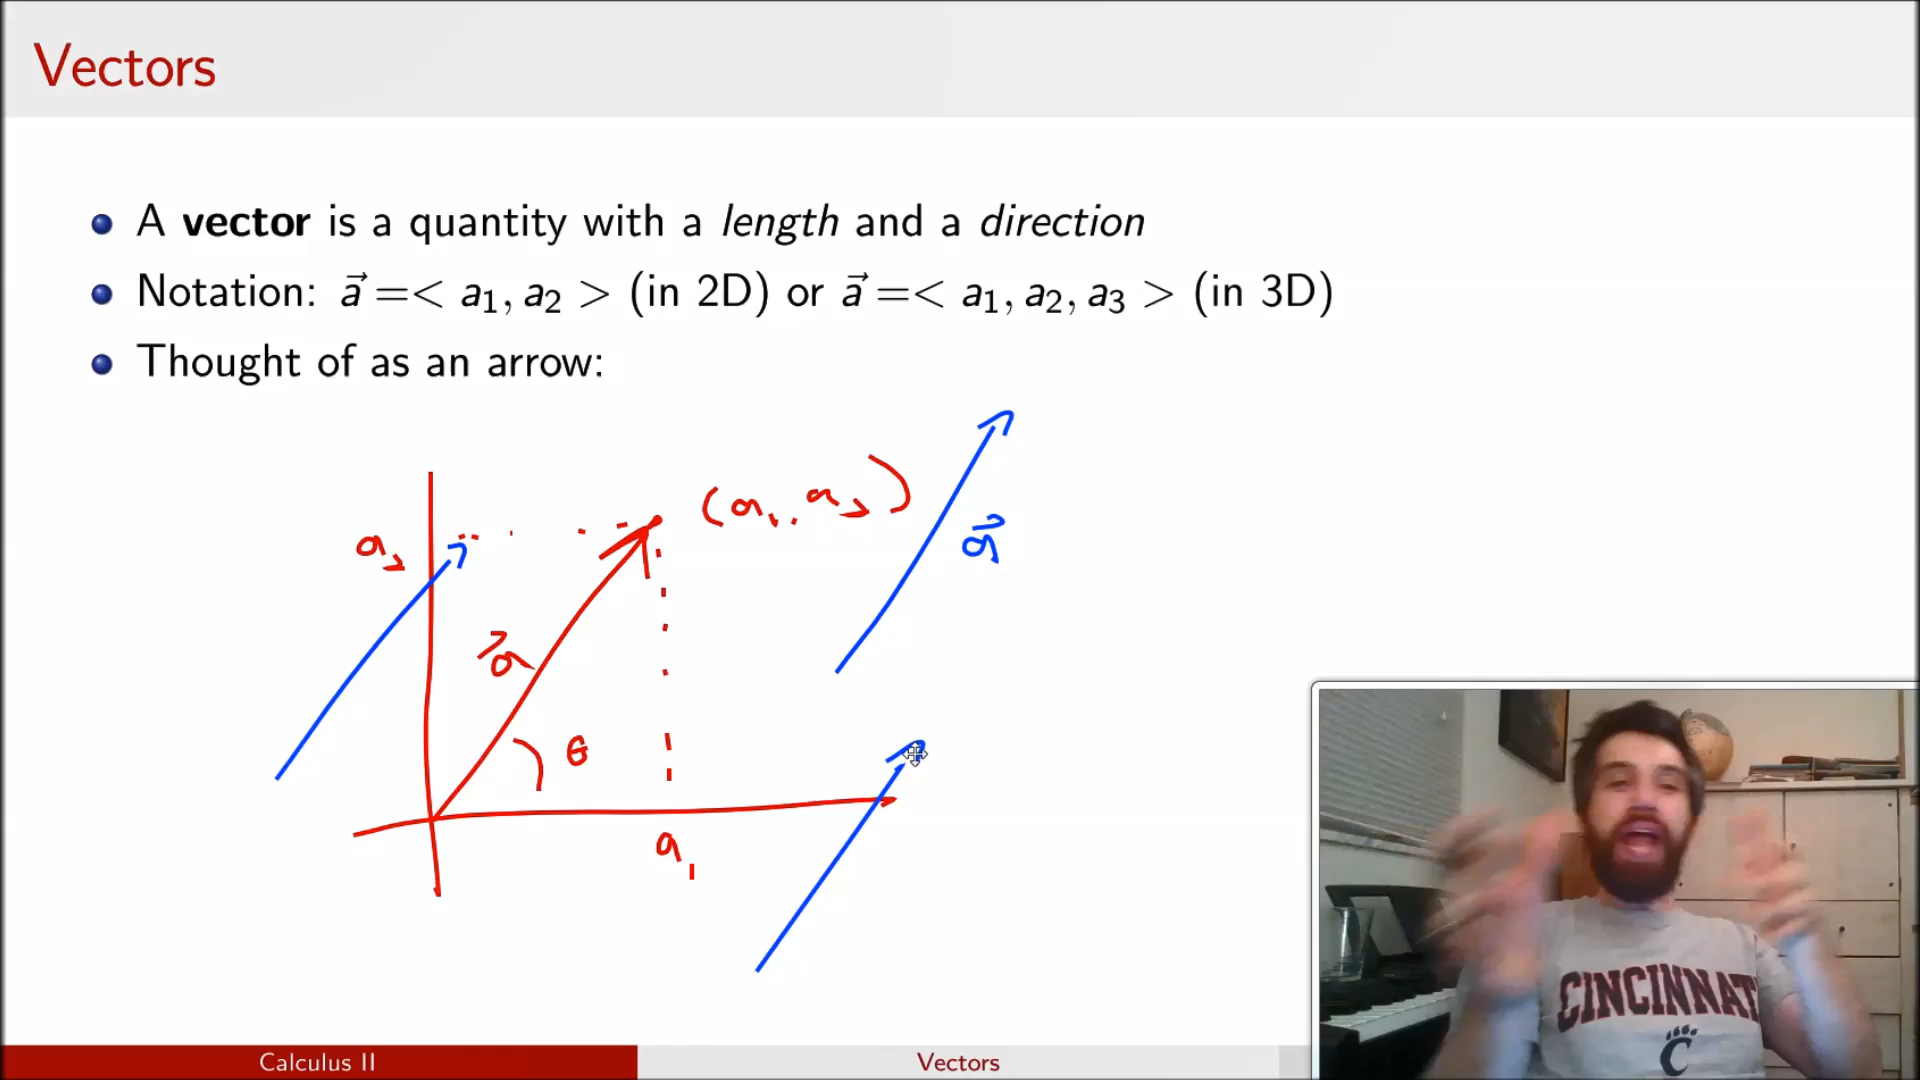 Vectors
A vector is a quantity with a length and a direction
Notation: a⃗ =< a₁, a₂ > (in 2D) or a⃗ =< a₁, a₂, a₃ > (in 3D)
Thought of as an arrow:
(a₁, a₂)
a₂
a⃗
a⃗
θ
a₁
CINCINNATI
C
Calculus II
Vectors